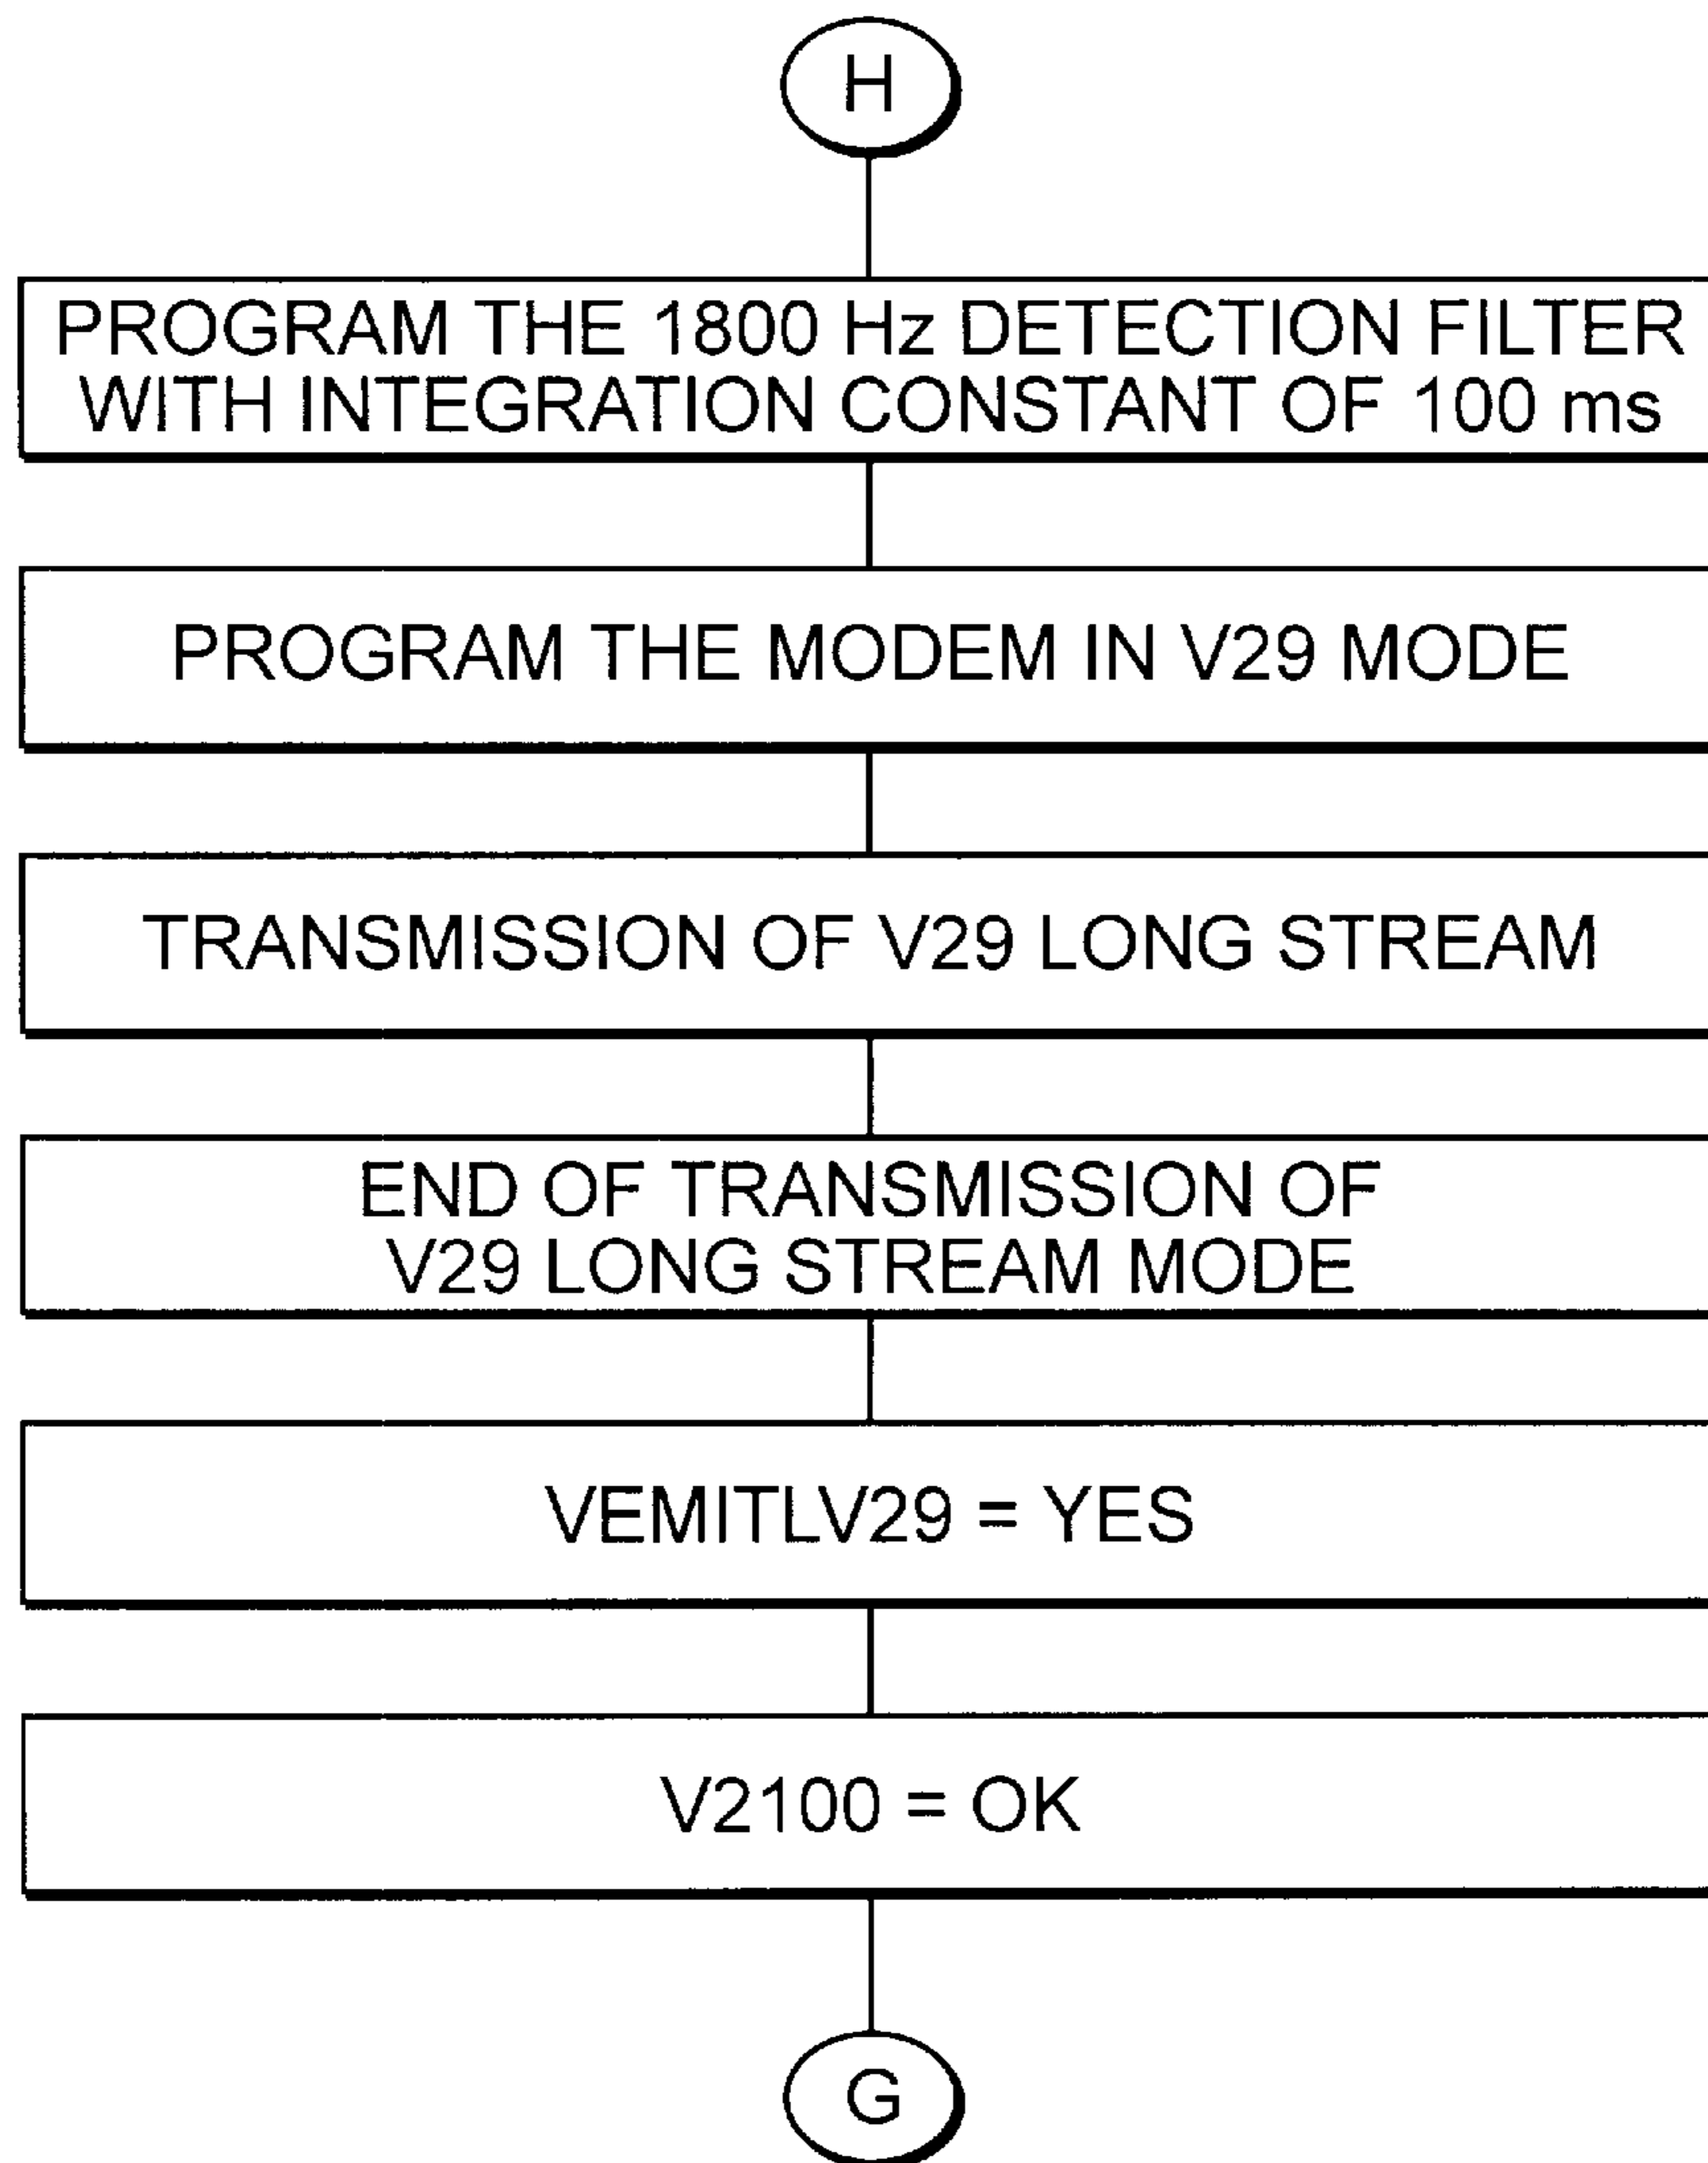 H
PROGRAM THE 1800 Hz DETECTION FILTER
WITH INTEGRATION CONSTANT OF 100 ms
PROGRAM THE MODEM IN V29 MODE
TRANSMISSION OF V29 LONG STREAM
END OF TRANSMISSION OF
V29 LONG STREAM MODE
VEMITLV29 = YES
V2100 = OK
G